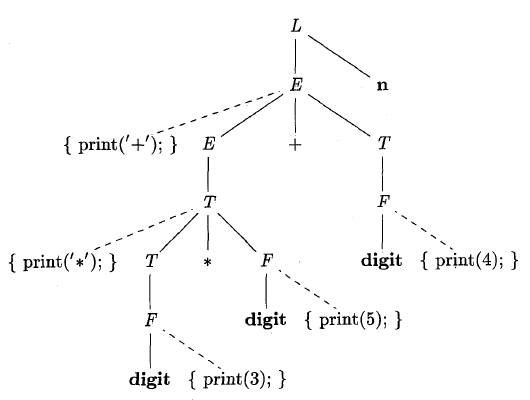 L
E n
{ print('+'); } E + T
T F
{ print('*'); } T * F digit { print(4); }
F digit { print(5); }
digit { print(3); }